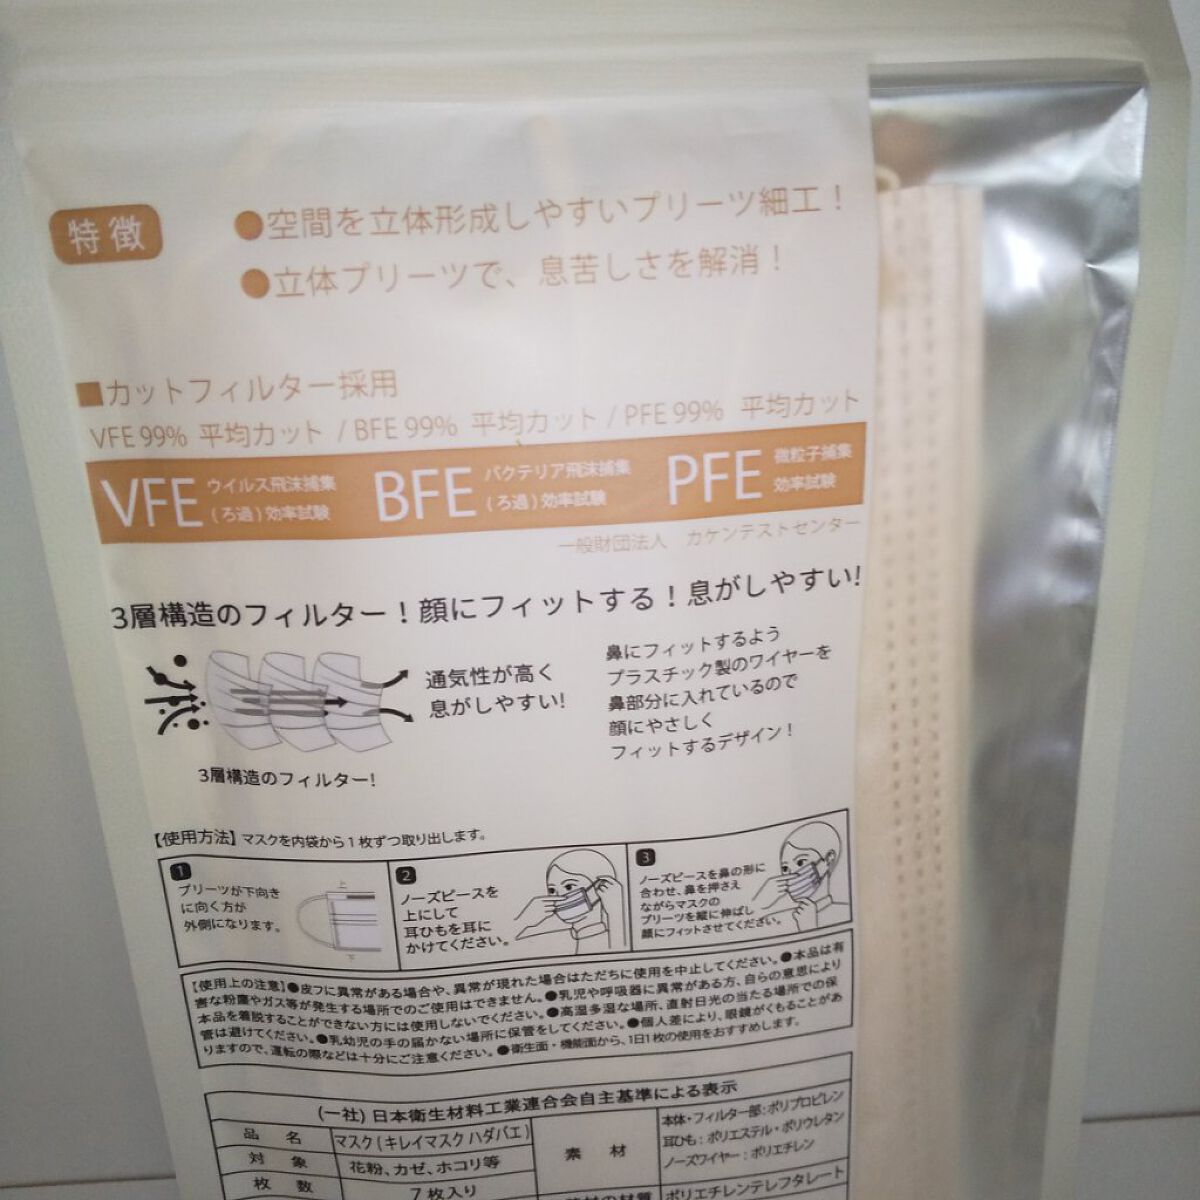 特徴
●空間を立体形成しやすいプリーツ細工！
●立体プリーツで、息苦しさを解消！
■カットフィルター採用
VFE 99% 平均カット / BFE 99% 平均カット / PFE 99% 平均カット
VFE ウイルス飛沫捕集
(ろ過)効率試験
BFE バクテリア飛沫捕集
(ろ過)効率試験
PFE 微粒子捕集
効率試験
一般財団法人 カケンテストセンター
3層構造のフィルター！顔にフィットする！息がしやすい!
通気性が高く
息がしやすい!
3層構造のフィルター!
鼻にフィットするよう
プラスチック製のワイヤーを
鼻部分に入れているので
顔にやさしく
フィットするデザイン！
【使用方法】マスクを内袋から1枚ずつ取り出します。
1
プリーツが下向き
に向く方が
外側になります。
上
下
2
ノーズピースを
上にして
耳ひもを耳に
かけてください。
3
ノーズピースを鼻の形に
合わせ、鼻を押さえ
ながらマスクの
プリーツを縦に伸ばし
顔にフィットさせてください。
【使用上の注意】●皮フに異常がある場合や、異常が現れた場合はただちに使用を中止してください。●本品は有
害な粉塵やガス等が発生する場所でのご使用はできません。●乳児や呼吸器に異常がある方、自らの意思により
本品を着脱することができない方には使用しないでください。●高湿多湿な場所、直射日光の当たる場所での保
管は避けてください。●乳幼児の手の届かない場所に保管をしてください。●個人差により、眼鏡がくもることがあ
りますので、運転の際などは十分にご注意ください。●衛生面・機能面から、1日1枚の使用をおすすめします。
(一社) 日本衛生材料工業連合会自主基準による表示
品 名 マスク(キレイマスク ハダバエ)
対 象 花粉、カゼ、ホコリ等
枚 数 7枚入り
素 材
本体・フィルター部：ポリプロピレン
耳ひも：ポリエステル・ポリウレタン
ノーズワイヤー：ポリエチレン
ポリエチレンテレフタレート